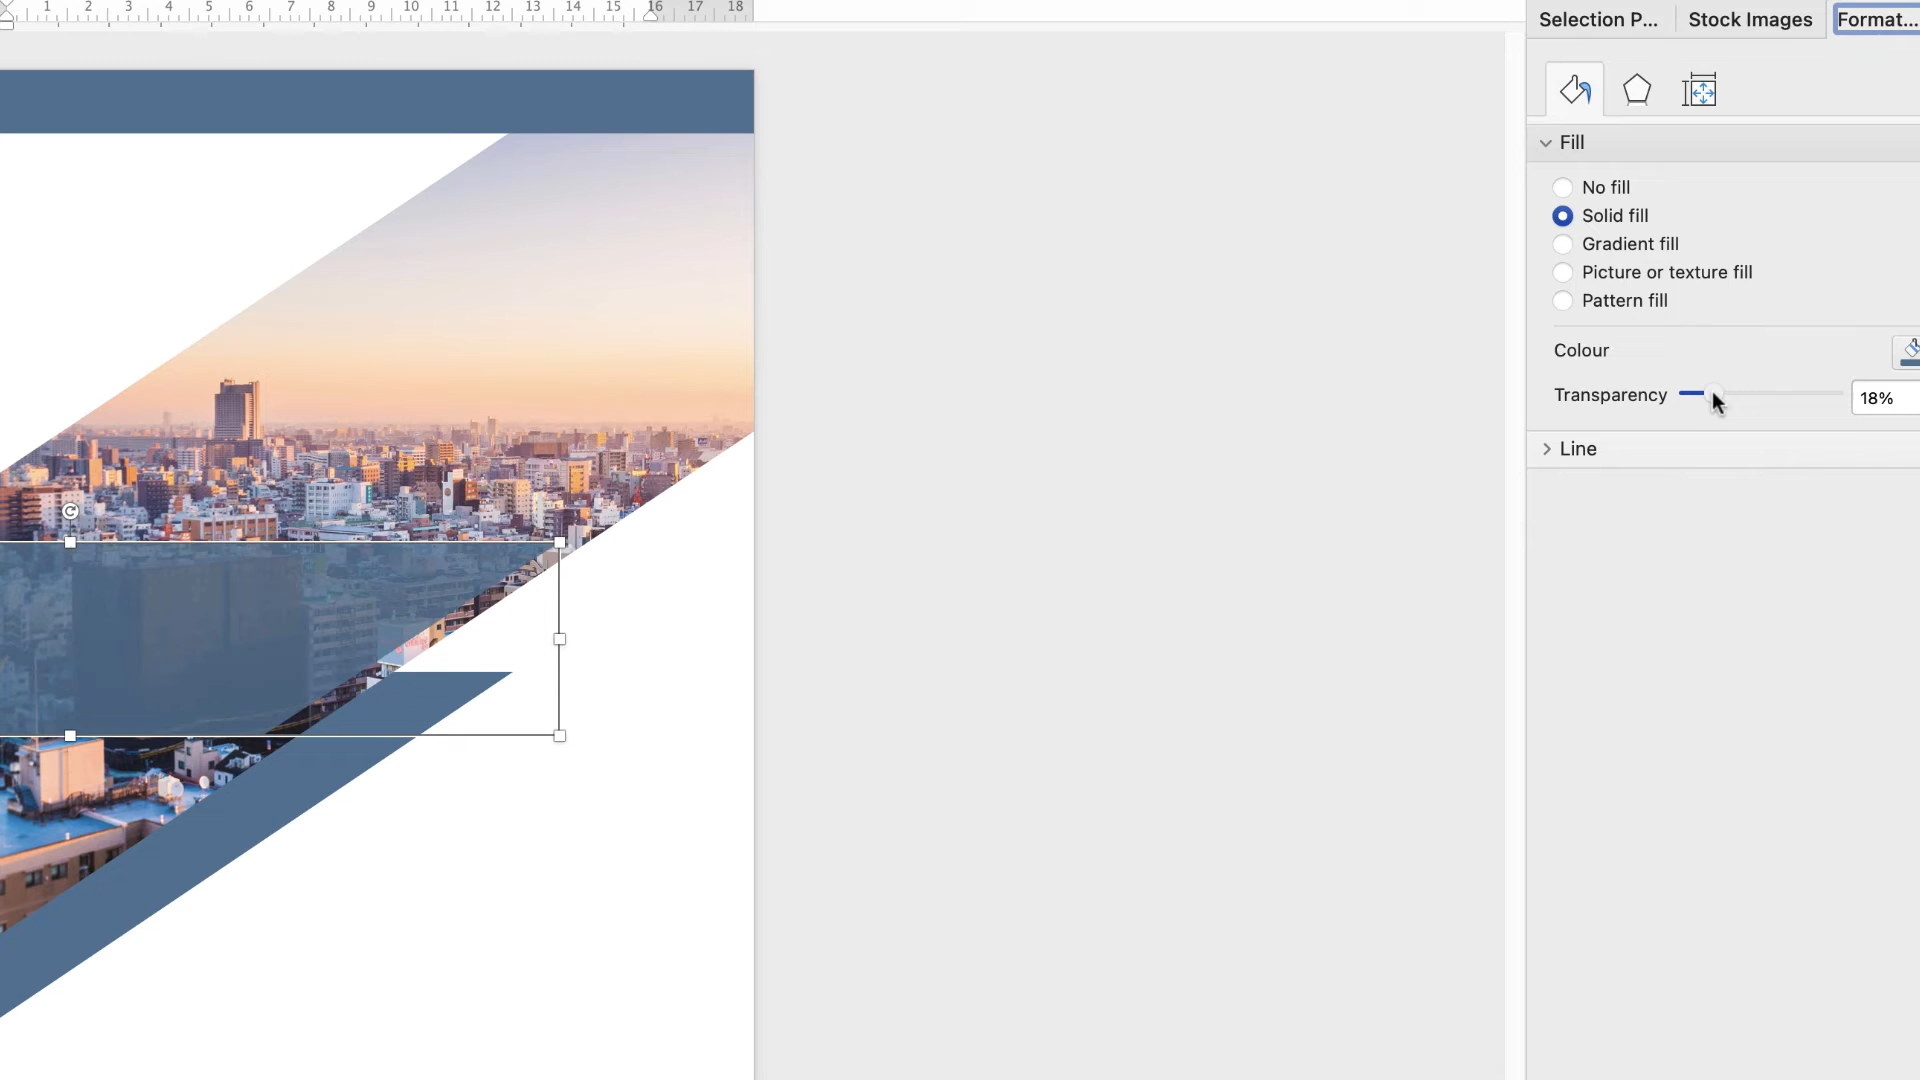 1 2 3 4 5 6 7 8 9 10 11 12 13 14 15 16 17 18
Selection P... Stock Images Format...
Fill
No fill
Solid fill
Gradient fill
Picture or texture fill
Pattern fill
Colour
Transparency 18%
Line